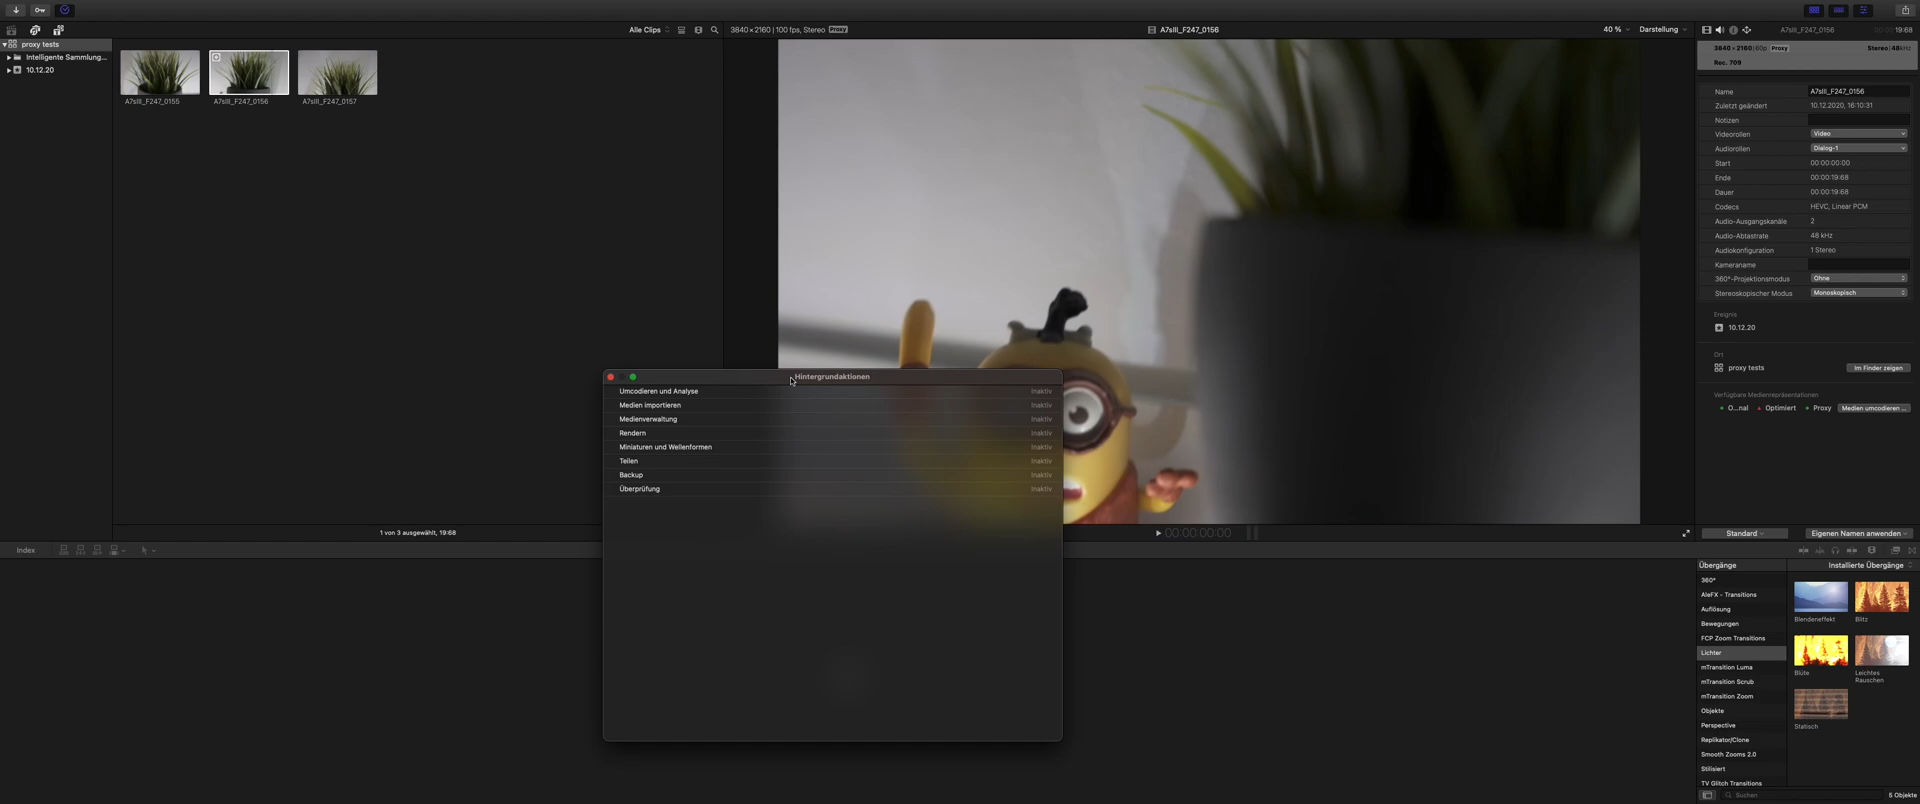 Alle Clips
3840×2160 | 100 fps, Stereo Proxy
A7sIII_F247_0156
40 %
Darstellung
A7sIII_F247_0156
19:68
proxy tests
Intelligente Sammlung...
10.12.20
A7sIII_F247_0155
A7sIII_F247_0156
A7sIII_F247_0157
3840 × 2160 | 60p Proxy
Stereo | 48kHz
Rec. 709
Name A7sIII_F247_0156
Zuletzt geändert 10.12.2020, 16:10:31
Notizen
Videorollen Video
Audiorollen Dialog-1
Start 00:00:00:00
Ende 00:00:19:68
Dauer 00:00:19:68
Codecs HEVC, Linear PCM
Audio-Ausgangskanäle 2
Audio-Abtastrate 48 kHz
Audiokonfiguration 1 Stereo
Kameraname
360°-Projektionsmodus Ohne
Stereoskopischer Modus Monoskopisch
Ereignis
10.12.20
Ort
proxy tests Im Finder zeigen
Verfügbare Medienrepräsentationen
O...nal Optimiert Proxy Medien umcodieren ...
Hintergrundaktionen
Umcodieren und Analyse Inaktiv
Medien importieren Inaktiv
Medienverwaltung Inaktiv
Rendern Inaktiv
Miniaturen und Wellenformen Inaktiv
Teilen Inaktiv
Backup Inaktiv
Überprüfung Inaktiv
1 von 3 ausgewählt, 19:68
00:00:00:00
Standard
Eigenen Namen anwenden
Index
Übergänge
Installierte Übergänge
360°
AleFX - Transitions
Auflösung
Bewegungen
FCP Zoom Transitions
Lichter
mTransition Luma
mTransition Scrub
mTransition Zoom
Objekte
Perspective
Replikator/Clone
Smooth Zooms 2.0
Stilisiert
TV Glitch Transitions
Blendeneffekt
Blitz
Blüte
Leichtes
Rauschen
Statisch
Suchen
5 Objekte